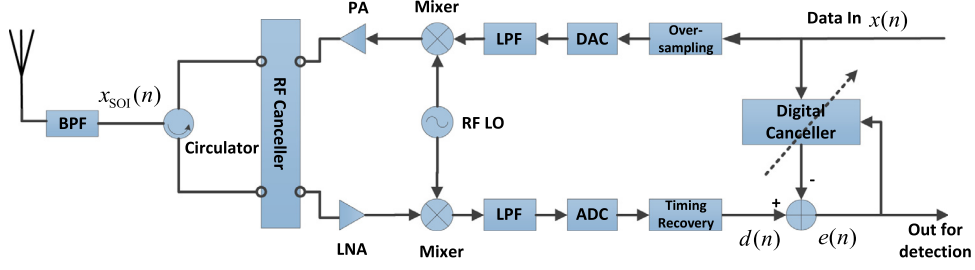 PA
Mixer
LPF
DAC
Over-
sampling
Data In x(n)
BPF
x_SOI(n)
Circulator
RF Canceller
RF LO
Digital
Canceller
-
LNA
Mixer
LPF
ADC
Timing
Recovery
+
d(n)
e(n)
Out for
detection